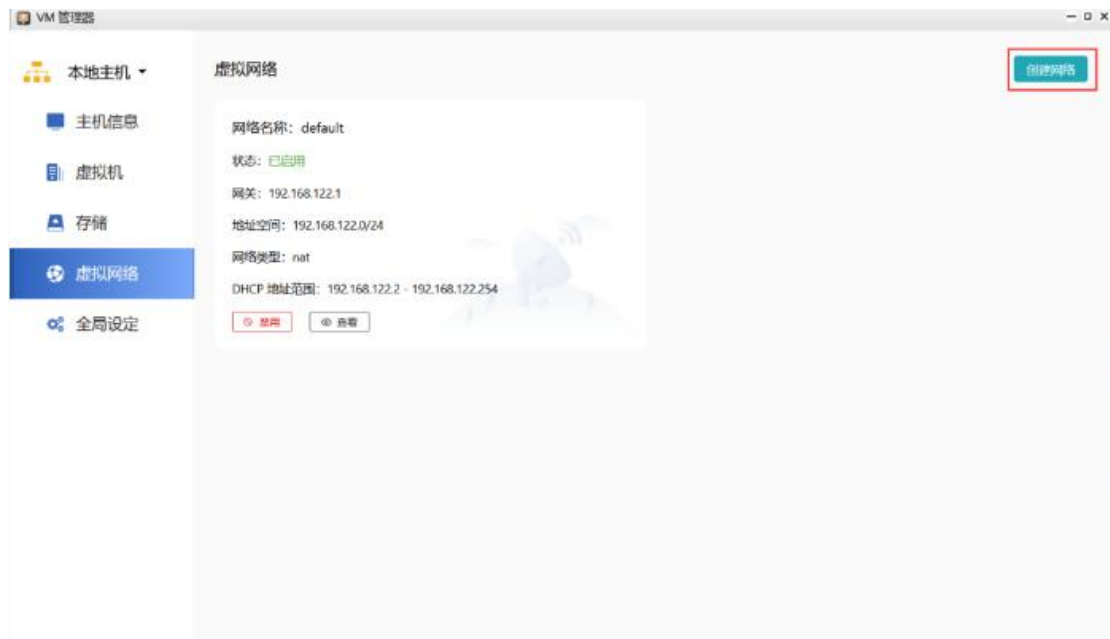 VM 管理器
本地主机
主机信息
虚拟机
存储
虚拟网络
全局设定
虚拟网络
创建网络
网络名称：default
状态：已启用
网关：192.168.122.1
地址空间：192.168.122.0/24
网络类型：nat
DHCP 地址范围：192.168.122.2 - 192.168.122.254
禁用 查看